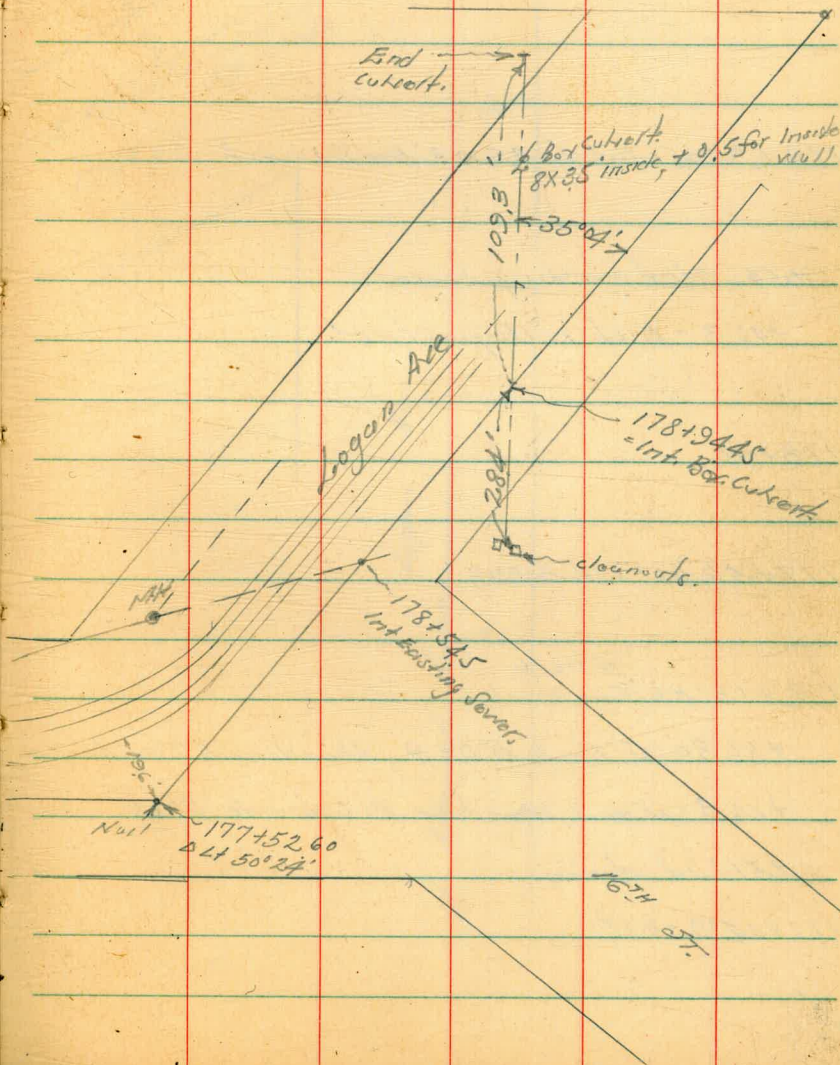 End
Culvert.
℄ Box Culvert.
8X3.5 inside, + 0.5 for Inside
Wall
109.3'
35°04'
Logan Ave
178+94.45
=Int. Box. Culvert.
28.4'
cleanouts.
MH
178+54.5
Int Existing Sewer.
19.6'
Nail
177+52.60
Δ Lt 50°24'
16TH ST.